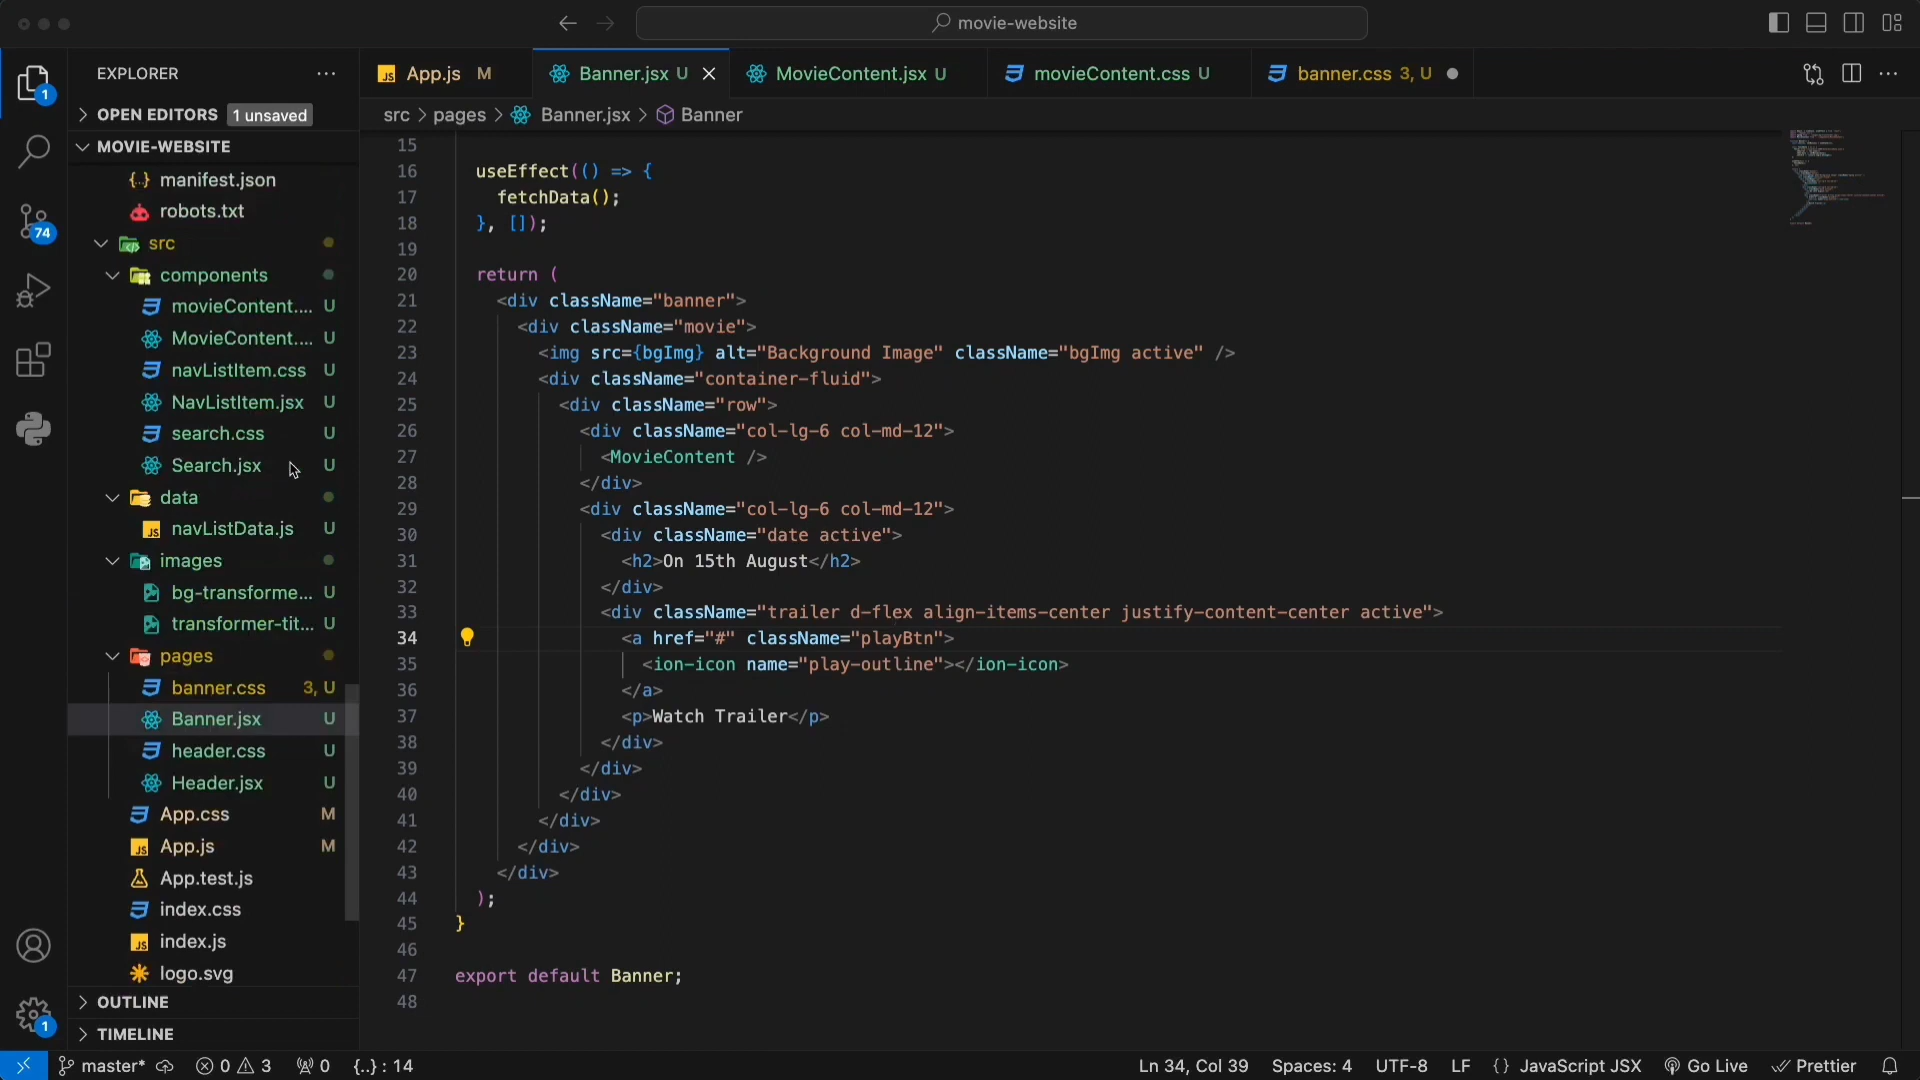 movie-website
EXPLORER
OPEN EDITORS 1 unsaved
MOVIE-WEBSITE
manifest.json
robots.txt
src
components
movieContent.... U
MovieContent.... U
navListItem.css U
NavListItem.jsx U
search.css U
Search.jsx U
data
navListData.js U
images
bg-transforme... U
transformer-tit... U
pages
banner.css 3, U
Banner.jsx U
header.css U
Header.jsx U
App.css M
App.js M
App.test.js
index.css
index.js
logo.svg
OUTLINE
TIMELINE
1
74
1
App.js M
Banner.jsx U
MovieContent.jsx U
movieContent.css U
banner.css 3, U
src > pages > Banner.jsx > Banner
15
16 useEffect(() => {
17 fetchData();
18 }, []);
19
20 return (
21 <div className="banner">
22 <div className="movie">
23 <img src={bgImg} alt="Background Image" className="bgImg active" />
24 <div className="container-fluid">
25 <div className="row">
26 <div className="col-lg-6 col-md-12">
27 <MovieContent />
28 </div>
29 <div className="col-lg-6 col-md-12">
30 <div className="date active">
31 <h2>On 15th August</h2>
32 </div>
33 <div className="trailer d-flex align-items-center justify-content-center active">
34 <a href="#" className="playBtn">
35 <ion-icon name="play-outline"></ion-icon>
36 </a>
37 <p>Watch Trailer</p>
38 </div>
39 </div>
40 </div>
41 </div>
42 </div>
43 </div>
44 );
45 }
46
47 export default Banner;
48
master* 0 3 0 {..} : 14 Ln 34, Col 39 Spaces: 4 UTF-8 LF {} JavaScript JSX Go Live Prettier